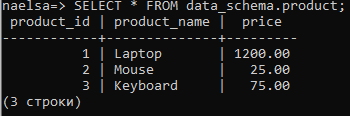 naelsa=> SELECT * FROM data_schema.product;
 product_id | product_name |  price
------------+--------------+---------
          1 | Laptop       | 1200.00
          2 | Mouse        |   25.00
          3 | Keyboard     |   75.00
(3 строки)